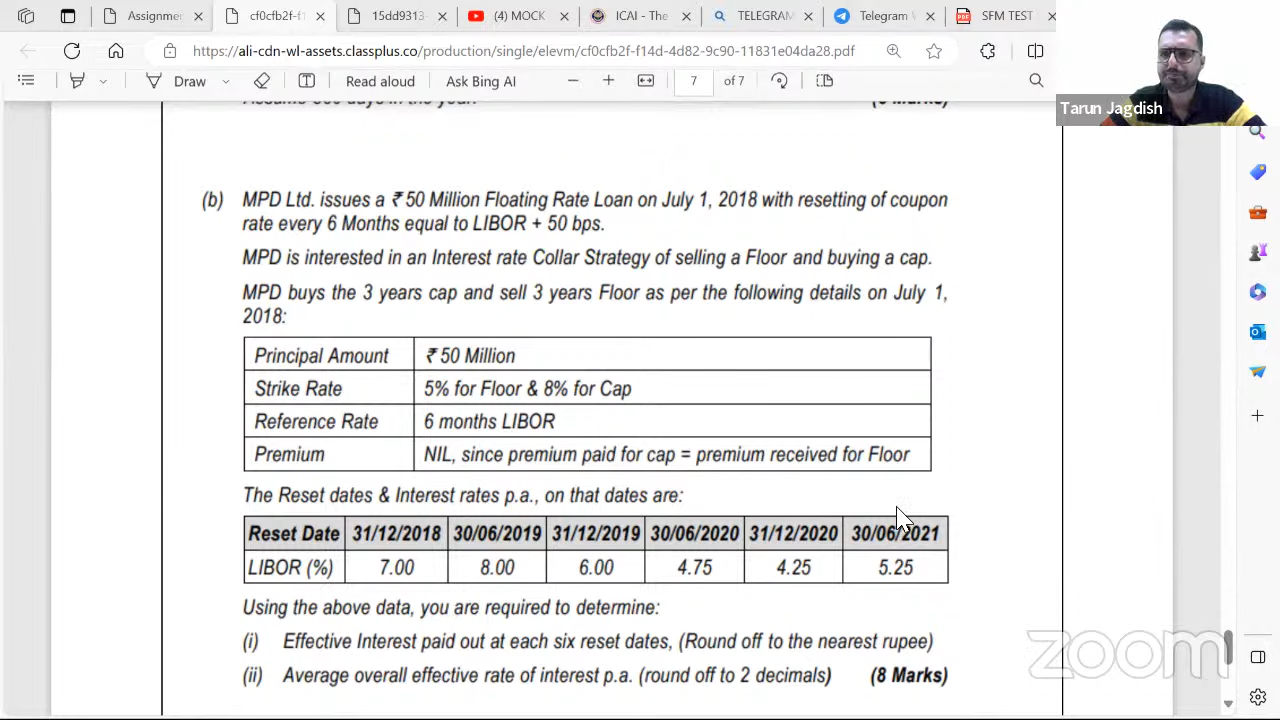 Assignment
cf0cfb2f-f1
15dd9313-
(4) MOCK
ICAI - The
TELEGRAM
Telegram
SFM TEST
https://ali-cdn-wl-assets.classplus.co/production/single/elevm/cf0cfb2f-f14d-4d82-9c90-11831e04da28.pdf
Draw
Read aloud
Ask Bing AI
7
of 7
Tarun Jagdish
(b) MPD Ltd. issues a ₹ 50 Million Floating Rate Loan on July 1, 2018 with resetting of coupon
rate every 6 Months equal to LIBOR + 50 bps.
MPD is interested in an Interest rate Collar Strategy of selling a Floor and buying a cap.
MPD buys the 3 years cap and sell 3 years Floor as per the following details on July 1,
2018:
Principal Amount ₹ 50 Million
Strike Rate 5% for Floor & 8% for Cap
Reference Rate 6 months LIBOR
Premium NIL, since premium paid for cap = premium received for Floor
The Reset dates & Interest rates p.a., on that dates are:
Reset Date 31/12/2018 30/06/2019 31/12/2019 30/06/2020 31/12/2020 30/06/2021
LIBOR (%) 7.00 8.00 6.00 4.75 4.25 5.25
Using the above data, you are required to determine:
(i) Effective Interest paid out at each six reset dates, (Round off to the nearest rupee)
(ii) Average overall effective rate of interest p.a. (round off to 2 decimals) (8 Marks)
zoom